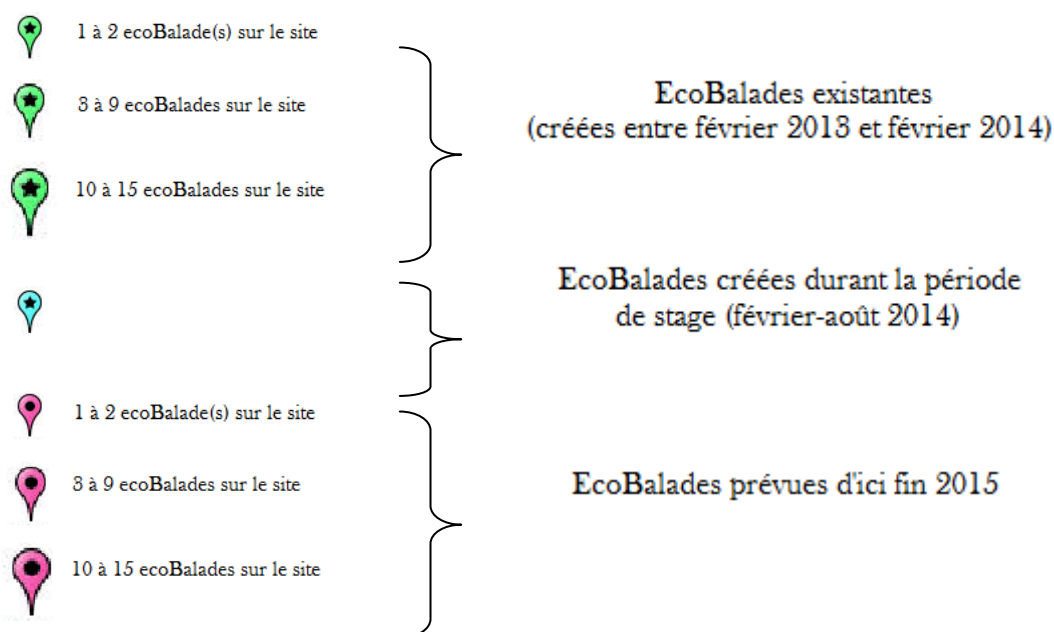 1 à 2 ecoBalade(s) sur le site
3 à 9 ecoBalades sur le site
10 à 15 ecoBalades sur le site
EcoBalades existantes
(créées entre février 2013 et février 2014)
EcoBalades créées durant la période
de stage (février-août 2014)
1 à 2 ecoBalade(s) sur le site
3 à 9 ecoBalades sur le site
10 à 15 ecoBalades sur le site
EcoBalades prévues d'ici fin 2015